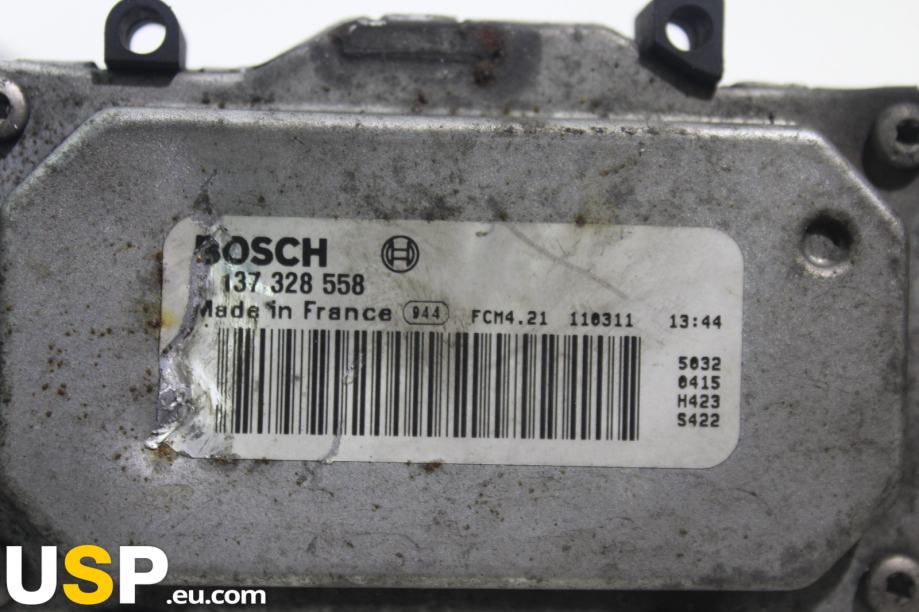 BOSCH
137 328 558
Made in France 944 FCM4.21 110311 13:44
5032
0415
H423
S422
USP.eu.com